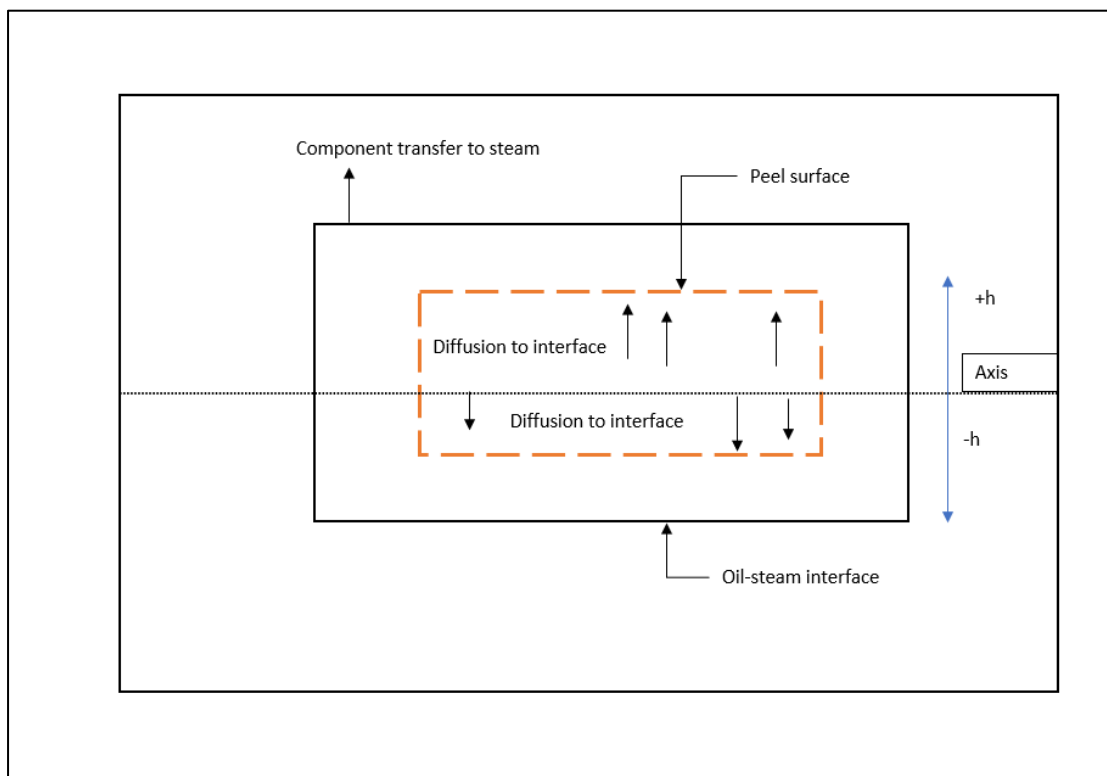 Component transfer to steam
Peel surface
+h
Diffusion to interface
Axis
Diffusion to interface
-h
Oil-steam interface